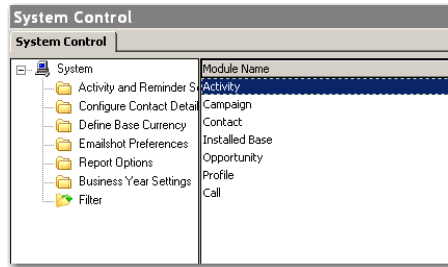 System Control
System Control
System
Activity and Reminder S
Configure Contact Detail
Define Base Currency
Emailshot Preferences
Report Options
Business Year Settings
Filter
Module Name
Activity
Campaign
Contact
Installed Base
Opportunity
Profile
Call